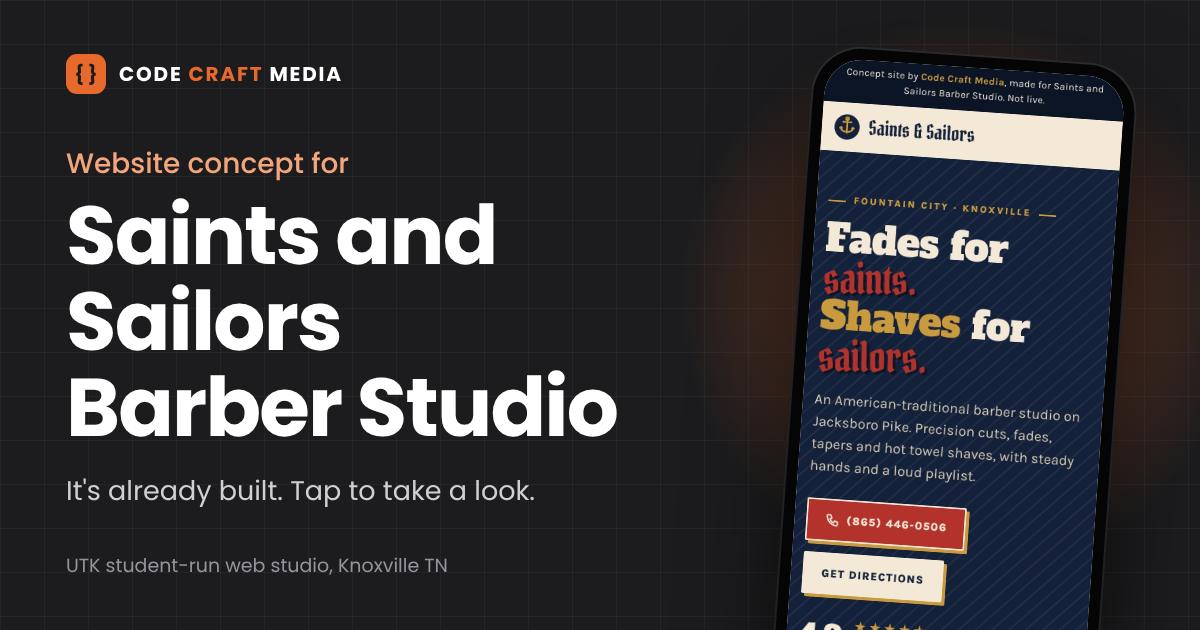 { } CODE CRAFT MEDIA
Website concept for
Saints and
Sailors
Barber Studio
It's already built. Tap to take a look.
UTK student-run web studio, Knoxville TN
Concept site by Code Craft Media, made for Saints and
Sailors Barber Studio. Not live.
Saints & Sailors
FOUNTAIN CITY · KNOXVILLE
Fades for
saints.
Shaves for
sailors.
An American-traditional barber studio on
Jacksboro Pike. Precision cuts, fades,
tapers and hot towel shaves, with steady
hands and a loud playlist.
(865) 446-0506
GET DIRECTIONS